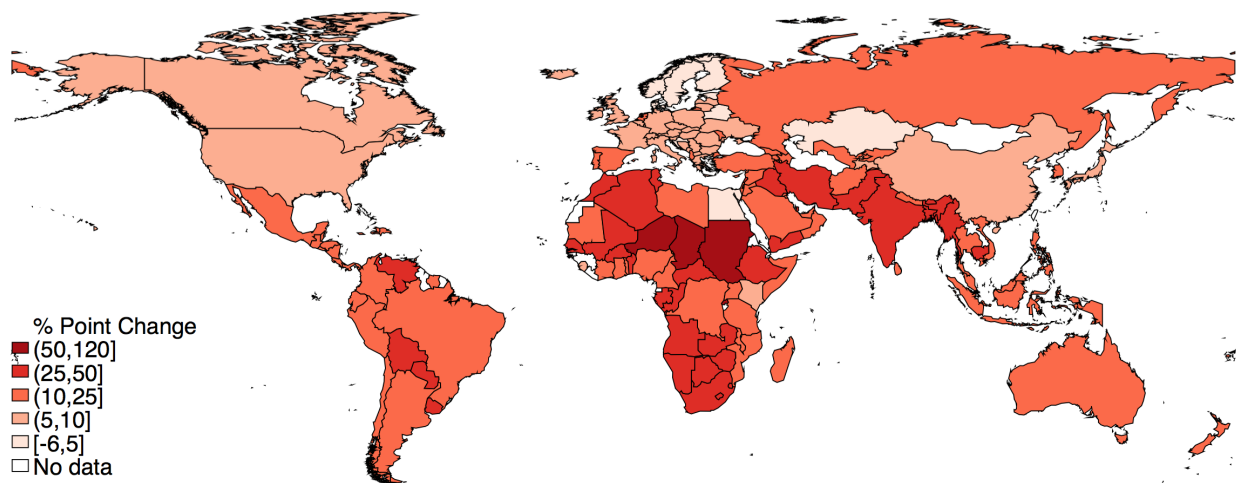 % Point Change
(50,120]
(25,50]
(10,25]
(5,10]
[-6,5]
No data